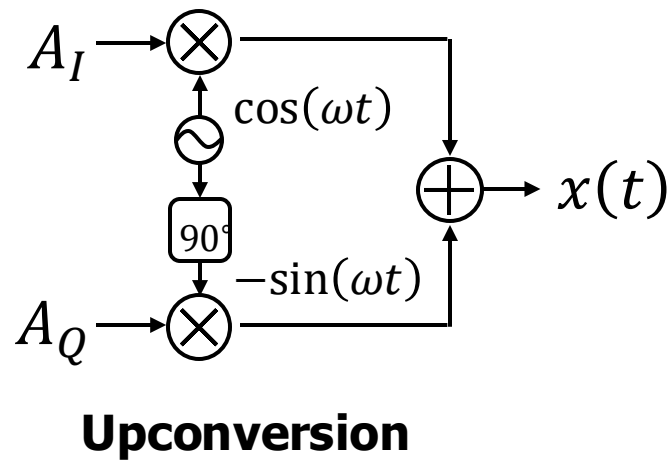 A_I
cos(ωt)
x(t)
90°
−sin(ωt)
A_Q
Upconversion